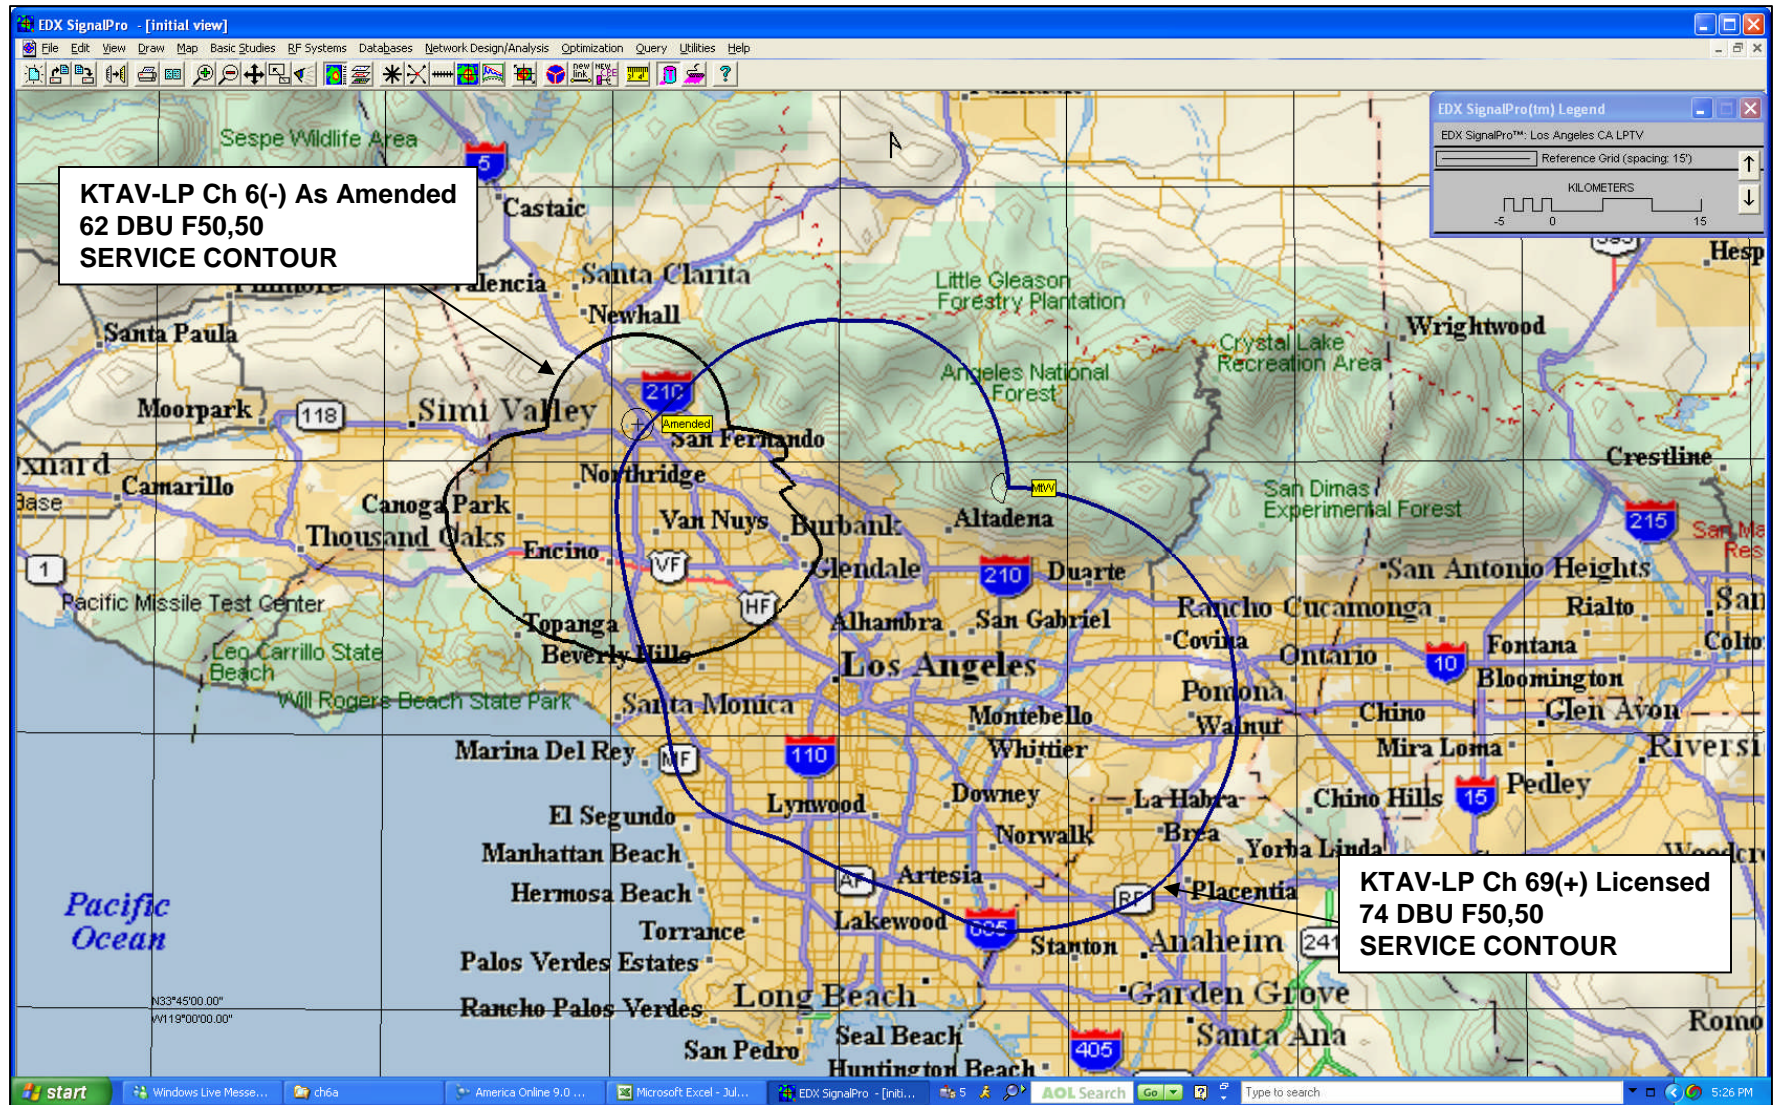 EDX SignalPro - [initial view]
File Edit View Draw Map Basic Studies RF Systems Databases Network Design/Analysis Optimization Query Utilities Help
EDX SignalPro(tm) Legend
EDX SignalPro™: Los Angeles CA LPTV
Reference Grid (spacing: 15')
KILOMETERS
-5 0 15
KTAV-LP Ch 6(-) As Amended
62 DBU F50,50
SERVICE CONTOUR
Sespe Wildlife Area
5
Castaic
Santa Clarita
Newhall
Little Gleason
Forestry Plantation
Hesp
Santa Paula
Wrightwood
Crystal Lake
Recreation Area
Angeles National
Forest
210
Moorpark
118
Simi Valley
Amended
San Fernando
Crestline
Oxnard
Base
Camarillo
Northridge
MtW
San Dimas
Experimental Forest
Canoga Park
Van Nuys
Burbank
Altadena
215
Thousand Oaks
Encino
VF
Glendale
210
Duarte
San Antonio Heights
1
Pacific Missile Test Center
HF
Topanga
Alhambra
San Gabriel
Rancho Cucamonga
Rialto
San
Covina
Leo Carrillo State
Beach
Beverly Hills
Los Angeles
Ontario
10
Fontana
Colto
Bloomington
Will Rogers Beach State Park
Santa Monica
Pomona
Montebello
Walnut
Chino
Glen Avon
Marina Del Rey
MF
110
Whittier
Mira Loma
Riversi
Lynwood
Downey
La Habra
Chino Hills
15
Pedley
El Segundo
Norwalk
Brea
Yorba Linda
Manhattan Beach
Artesia
AF
RF
Placentia
Hermosa Beach
Pacific
Ocean
Lakewood
605
Stanton
Anaheim
241
KTAV-LP Ch 69(+) Licensed
74 DBU F50,50
SERVICE CONTOUR
Torrance
Palos Verdes Estates
Long Beach
Garden Grove
N33°45'00.00"
W119°00'00.00"
Rancho Palos Verdes
Seal Beach
Santa Ana
Romo
San Pedro
405
Huntington Beach
start
Windows Live Messe...
ch6a
America Online 9.0 ...
Microsoft Excel - Jul...
EDX SignalPro - [initi...
5
AOL Search
Go
Type to search
5:26 PM